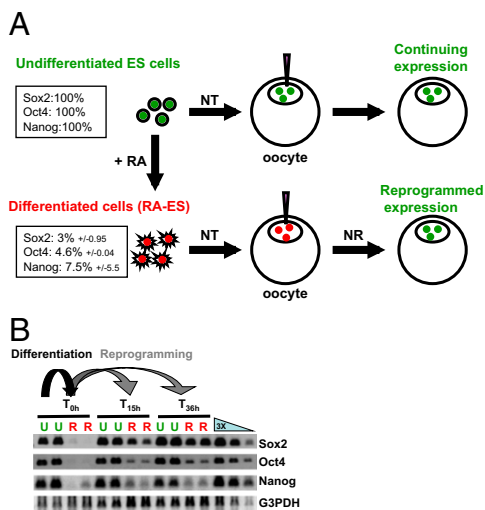 A
Undifferentiated ES cells
Continuing
expression
Sox2:100%
Oct4: 100%
Nanog:100%
NT
oocyte
+ RA
Differentiated cells (RA-ES)
Reprogrammed
expression
Sox2: 3% +/-0.95
Oct4: 4.6% +/-0.04
Nanog: 7.5% +/-5.5
NT
NR
oocyte
B
Differentiation Reprogramming
T0h T15h T36h
U U R R U U R R U U R R 3X
Sox2
Oct4
Nanog
G3PDH